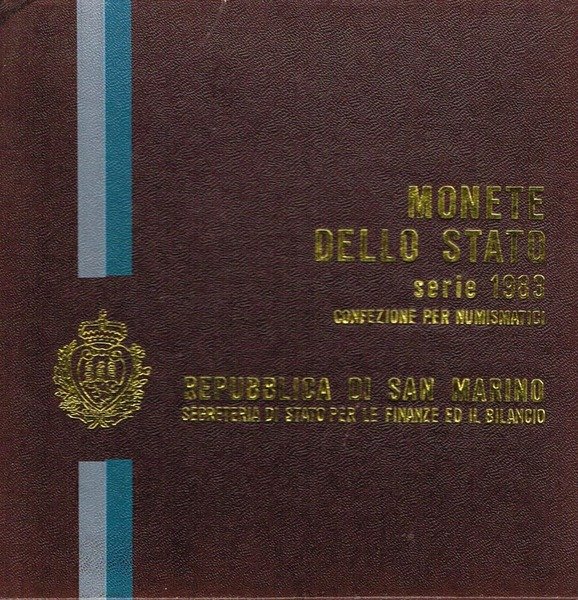 MONETE
DELLO STATO
serie 1983
CONFEZIONE PER NUMISMATICI
REPUBBLICA DI SAN MARINO
SEGRETERIA DI STATO PER LE FINANZE ED IL BILANCIO